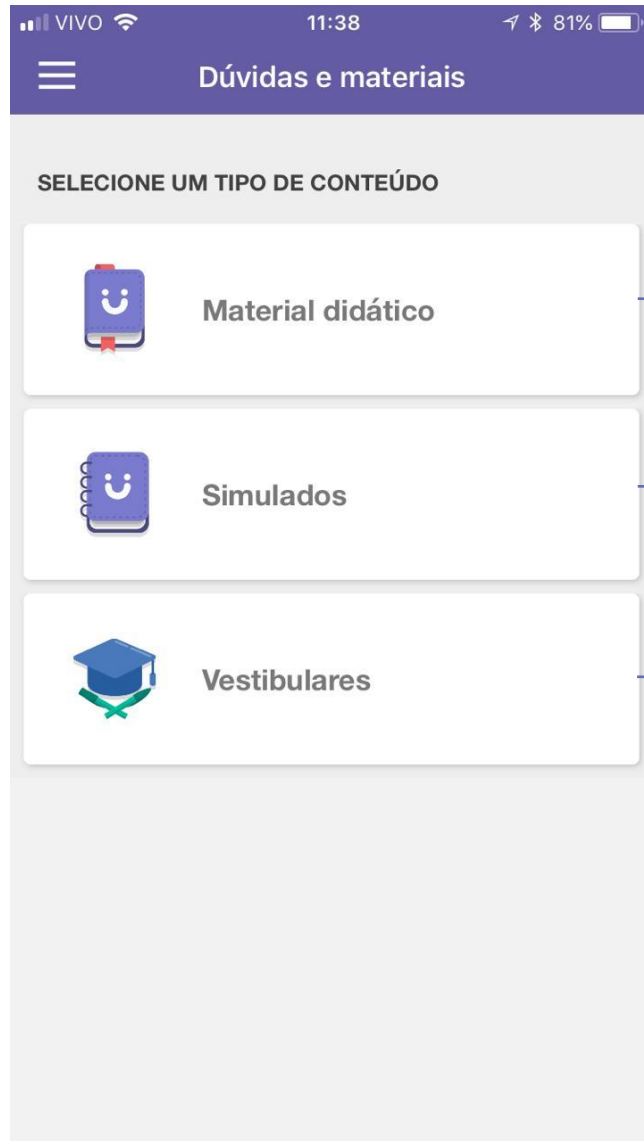 VIVO 11:38 81%
Dúvidas e materiais
SELECIONE UM TIPO DE CONTEÚDO
Material didático
Simulados
Vestibulares